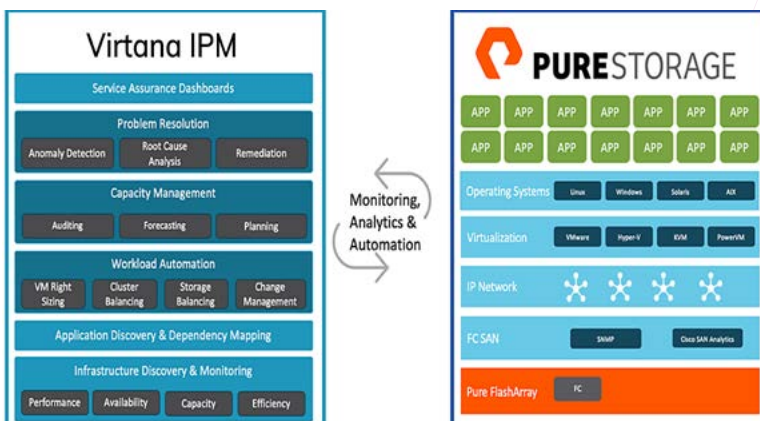 Virtana IPM
Service Assurance Dashboards
Problem Resolution
Anomaly Detection
Root Cause
Analysis
Remediation
Capacity Management
Auditing
Forecasting
Planning
Workload Automation
VM Right
Sizing
Cluster
Balancing
Storage
Balancing
Change
Management
Application Discovery & Dependency Mapping
Infrastructure Discovery & Monitoring
Performance
Availability
Capacity
Efficiency
Monitoring,
Analytics &
Automation
PURESTORAGE
APP APP APP APP APP APP APP
APP APP APP APP APP APP APP
Operating Systems Linux Windows Solaris AIX
Virtualization VMware Hyper-V KVM PowerVM
IP Network
FC SAN SNMP Cisco SAN Analytics
Pure FlashArray FC